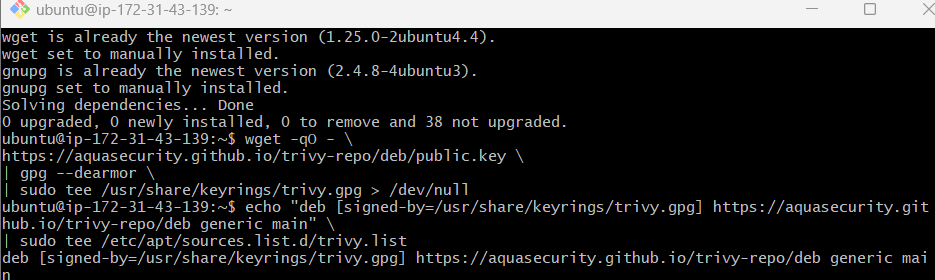 ubuntu@ip-172-31-43-139: ~
wget is already the newest version (1.25.0-2ubuntu4.4).
wget set to manually installed.
gnupg is already the newest version (2.4.8-4ubuntu3).
gnupg set to manually installed.
Solving dependencies... Done
0 upgraded, 0 newly installed, 0 to remove and 38 not upgraded.
ubuntu@ip-172-31-43-139:~$ wget -qO - \
https://aquasecurity.github.io/trivy-repo/deb/public.key \
| gpg --dearmor \
| sudo tee /usr/share/keyrings/trivy.gpg > /dev/null
ubuntu@ip-172-31-43-139:~$ echo "deb [signed-by=/usr/share/keyrings/trivy.gpg] https://aquasecurity.git
hub.io/trivy-repo/deb generic main" \
| sudo tee /etc/apt/sources.list.d/trivy.list
deb [signed-by=/usr/share/keyrings/trivy.gpg] https://aquasecurity.github.io/trivy-repo/deb generic mai
n